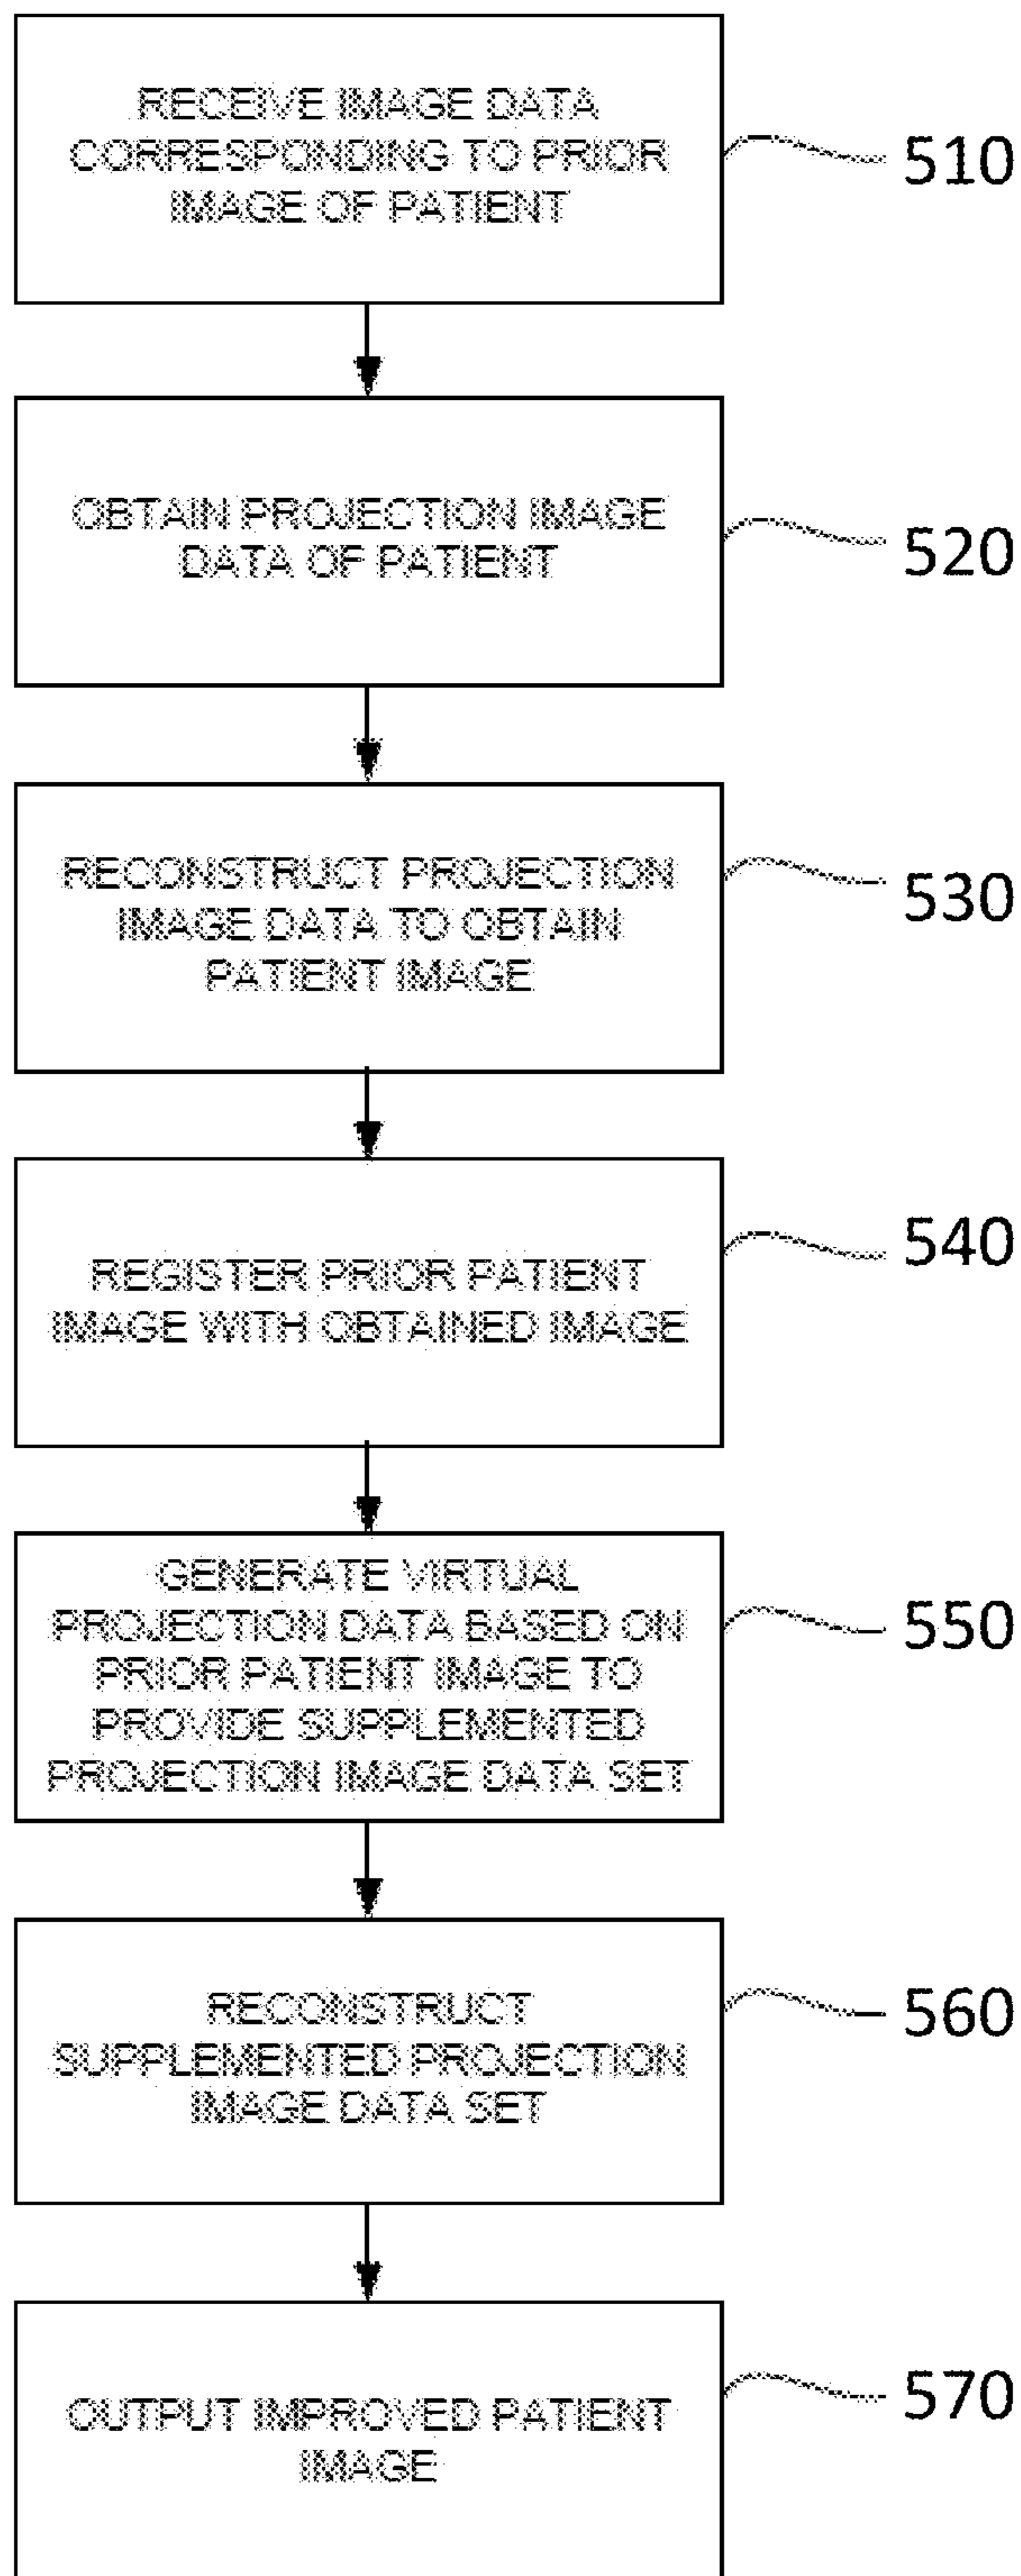 RECEIVE IMAGE DATA
CORRESPONDING TO PRIOR
IMAGE OF PATIENT
510
OBTAIN PROJECTION IMAGE
DATA OF PATIENT
520
RECONSTRUCT PROJECTION
IMAGE DATA TO OBTAIN
PATIENT IMAGE
530
REGISTER PRIOR PATIENT
IMAGE WITH OBTAINED IMAGE
540
GENERATE VIRTUAL
PROJECTION DATA BASED ON
PRIOR PATIENT IMAGE TO
PROVIDE SUPPLEMENTED
PROJECTION IMAGE DATA SET
550
RECONSTRUCT
SUPPLEMENTED PROJECTION
IMAGE DATA SET
560
OUTPUT IMPROVED PATIENT
IMAGE
570